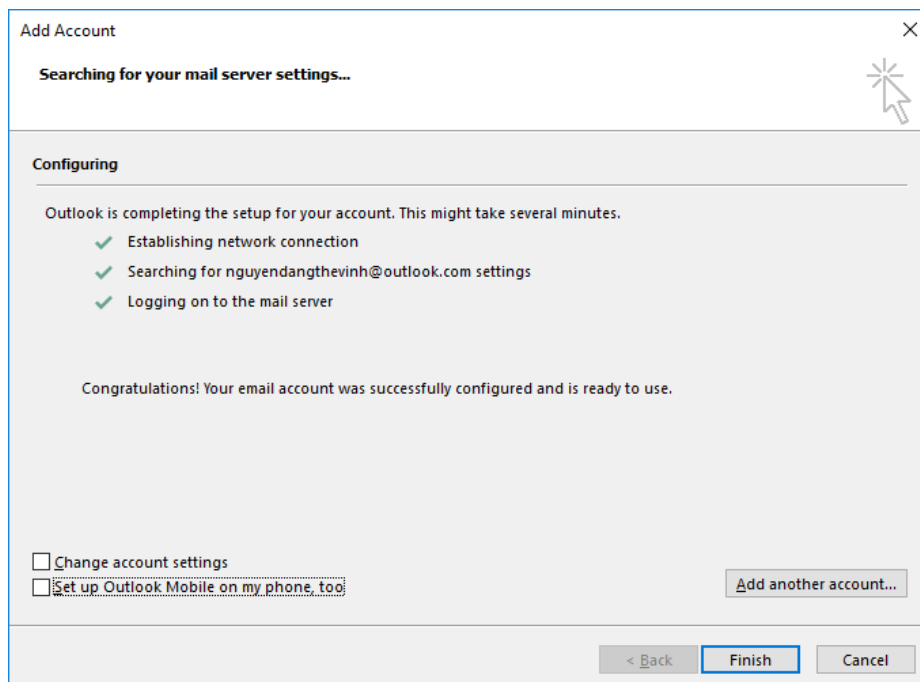 Add Account
Searching for your mail server settings...
Configuring
Outlook is completing the setup for your account. This might take several minutes.
Establishing network connection
Searching for nguyendangthevinh@outlook.com settings
Logging on to the mail server
Congratulations! Your email account was successfully configured and is ready to use.
Change account settings
Set up Outlook Mobile on my phone, too
Add another account...
< Back
Finish
Cancel